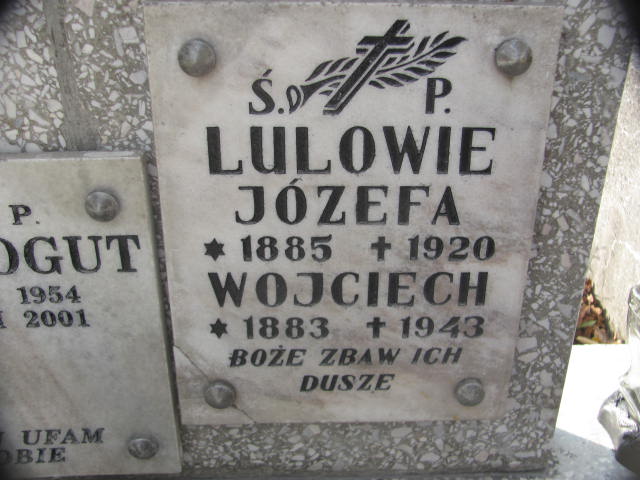 Ś. P.
LULOWIE
JÓZEFA
* 1885 † 1920
WOJCIECH
* 1883 † 1943
BOŻE ZBAW ICH
DUSZE
P.
OGUT
1954
2001
UFAM
OBIE